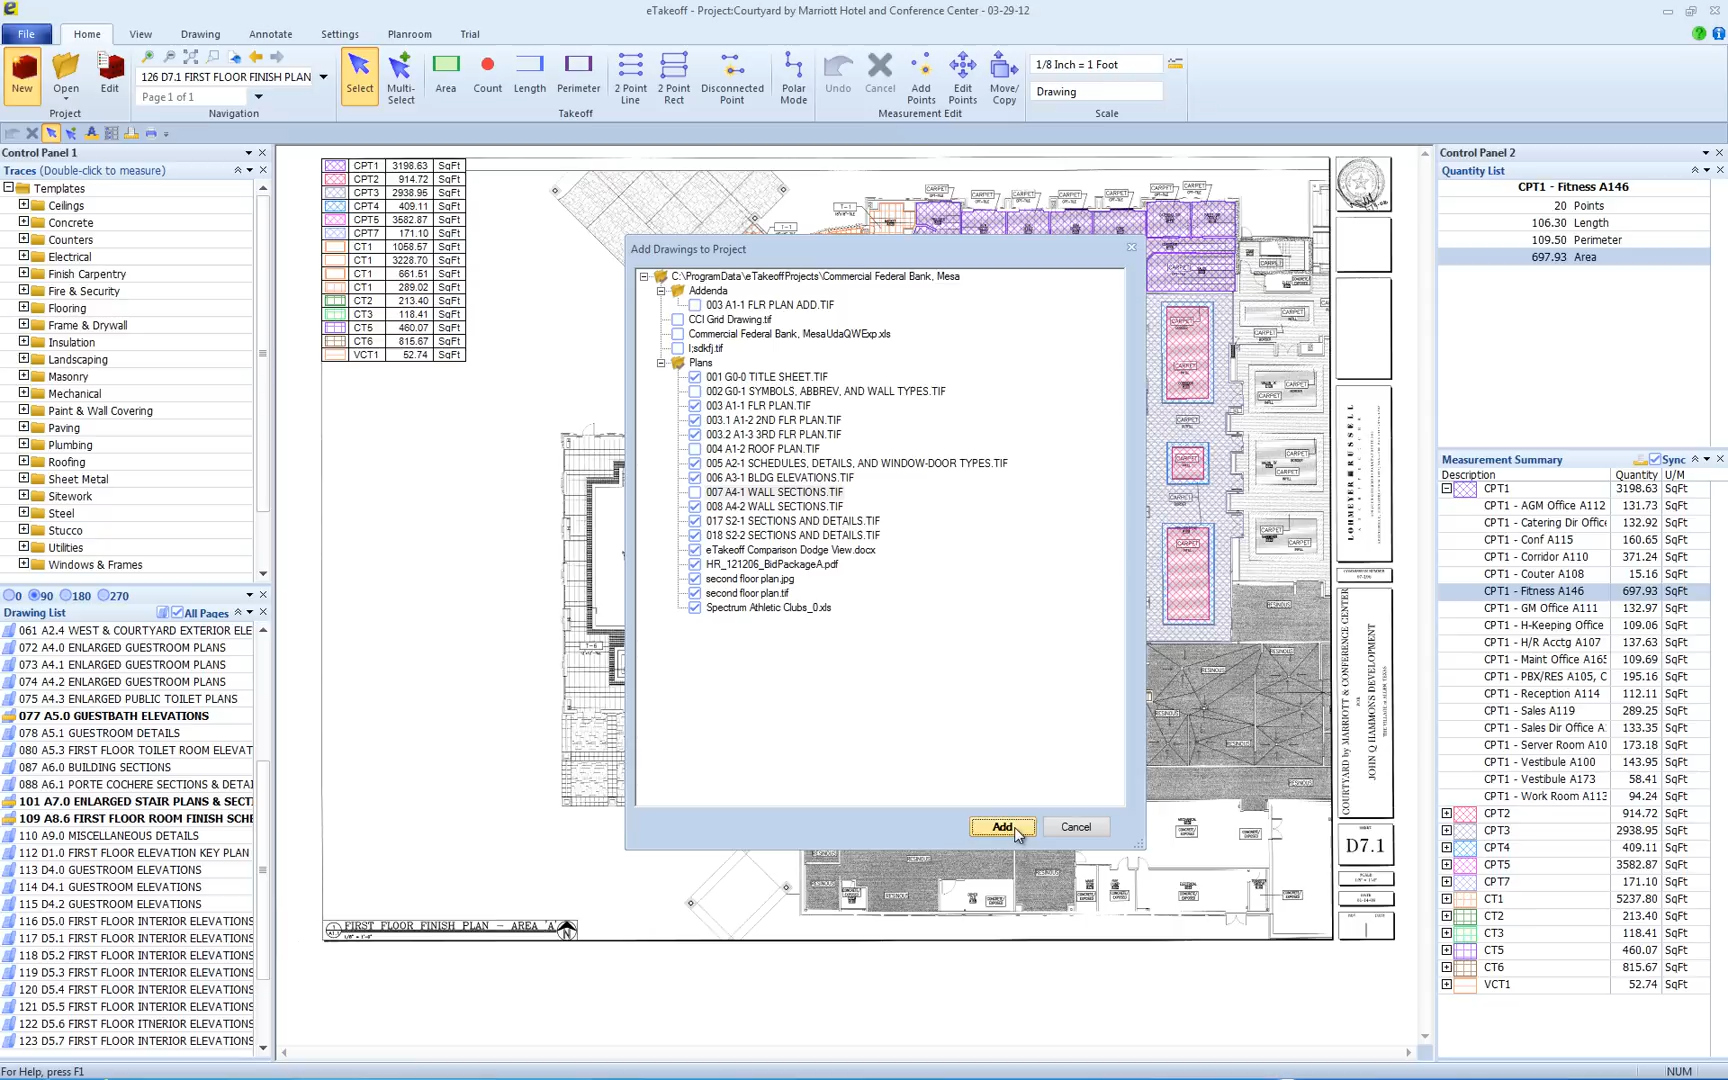 eTakeoff - Project:Courtyard by Marriott Hotel and Conference Center - 03-29-12
File Home View Drawing Annotate Settings Planroom Trial
New Open Edit
Project
126 D7.1 FIRST FLOOR FINISH PLAN
Page 1 of 1
Navigation
Select Multi-Select Area Count Length Perimeter 2 Point Line 2 Point Rect Disconnected Point Polar Mode
Takeoff
Undo Cancel Add Points Edit Points Move/Copy
Measurement Edit
1/8 Inch = 1 Foot
Drawing
Scale
Control Panel 1
Traces (Double-click to measure)
Templates
Ceilings
Concrete
Counters
Electrical
Finish Carpentry
Fire & Security
Flooring
Frame & Drywall
Insulation
Landscaping
Masonry
Mechanical
Paint & Wall Covering
Paving
Plumbing
Roofing
Sheet Metal
Sitework
Steel
Stucco
Utilities
Windows & Frames
0 90 180 270
Drawing List All Pages
061 A2.4 WEST & COURTYARD EXTERIOR ELE
072 A4.0 ENLARGED GUESTROOM PLANS
073 A4.1 ENLARGED GUESTROOM PLANS
074 A4.2 ENLARGED GUESTROOM PLANS
075 A4.3 ENLARGED PUBLIC TOILET PLANS
077 A5.0 GUESTBATH ELEVATIONS
078 A5.1 GUESTROOM DETAILS
080 A5.3 FIRST FLOOR TOILET ROOM ELEVAT
087 A6.0 BUILDING SECTIONS
088 A6.1 PORTE COCHERE SECTIONS & DETAI
101 A7.0 ENLARGED STAIR PLANS & SECT
109 A8.6 FIRST FLOOR ROOM FINISH SCHE
110 A9.0 MISCELLANEOUS DETAILS
112 D1.0 FIRST FLOOR ELEVATION KEY PLAN
113 D4.0 GUESTROOM ELEVATIONS
114 D4.1 GUESTROOM ELEVATIONS
115 D4.2 GUESTROOM ELEVATIONS
116 D5.0 FIRST FLOOR INTERIOR ELEVATIONS
117 D5.1 FIRST FLOOR INTERIOR ELEVATIONS
118 D5.2 FIRST FLOOR INTERIOR ELEVATIONS
119 D5.3 FIRST FLOOR INTERIOR ELEVATIONS
120 D5.4 FIRST FLOOR INTERIOR ELEVATIONS
121 D5.5 FIRST FLOOR INTERIOR ELEVATIONS
122 D5.6 FIRST FLOOR ITNERIOR ELEVATIONS
123 D5.7 FIRST FLOOR INTERIOR ELEVATIONS
For Help, press F1
CPT1 3198.63 SqFt
CPT2 914.72 SqFt
CPT3 2938.95 SqFt
CPT4 409.11 SqFt
CPT5 3582.87 SqFt
CPT7 171.10 SqFt
CT1 1058.57 SqFt
CT1 3228.70 SqFt
CT1 661.51 SqFt
CT1 289.02 SqFt
CT2 213.40 SqFt
CT3 118.41 SqFt
CT5 460.07 SqFt
CT6 815.67 SqFt
VCT1 52.74 SqFt
Add Drawings to Project
C:\ProgramData\eTakeoffProjects\Commercial Federal Bank, Mesa
Addenda
003 A1-1 FLR PLAN ADD.TIF
CCI Grid Drawing.tif
Commercial Federal Bank, MesaUdaQWExp.xls
l;sdkfj.tif
Plans
001 G0-0 TITLE SHEET.TIF
002 G0-1 SYMBOLS, ABBREV, AND WALL TYPES.TIF
003 A1-1 FLR PLAN.TIF
003.1 A1-2 2ND FLR PLAN.TIF
003.2 A1-3 3RD FLR PLAN.TIF
004 A1-2 ROOF PLAN.TIF
005 A2-1 SCHEDULES, DETAILS, AND WINDOW-DOOR TYPES.TIF
006 A3-1 BLDG ELEVATIONS.TIF
007 A4-1 WALL SECTIONS.TIF
008 A4-2 WALL SECTIONS.TIF
017 S2-1 SECTIONS AND DETAILS.TIF
018 S2-2 SECTIONS AND DETAILS.TIF
eTakeoff Comparison Dodge View.docx
HR_121206_BidPackageA.pdf
second floor plan.jpg
second floor plan.tif
Spectrum Athletic Clubs_0.xls
Add Cancel
FIRST FLOOR FINISH PLAN - AREA 'A'
1/8" = 1'-0"
LOHMEYER RUSSELL
COURTYARD by MARRIOTT & CONFERENCE CENTER
FOR
JOHN Q HAMMONS DEVELOPMENT
D7.1
Control Panel 2
Quantity List
CPT1 - Fitness A146
20 Points
106.30 Length
109.50 Perimeter
697.93 Area
Measurement Summary Sync
Description Quantity U/M
CPT1 3198.63 SqFt
CPT1 - AGM Office A112 131.73 SqFt
CPT1 - Catering Dir Office 132.92 SqFt
CPT1 - Conf A115 160.65 SqFt
CPT1 - Corridor A110 371.24 SqFt
CPT1 - Couter A108 15.16 SqFt
CPT1 - Fitness A146 697.93 SqFt
CPT1 - GM Office A111 132.97 SqFt
CPT1 - H-Keeping Office 109.06 SqFt
CPT1 - H/R Acctg A107 137.63 SqFt
CPT1 - Maint Office A165 109.69 SqFt
CPT1 - PBX/RES A105, C 195.16 SqFt
CPT1 - Reception A114 112.11 SqFt
CPT1 - Sales A119 289.25 SqFt
CPT1 - Sales Dir Office A 133.35 SqFt
CPT1 - Server Room A10 173.18 SqFt
CPT1 - Vestibule A100 143.95 SqFt
CPT1 - Vestibule A173 58.41 SqFt
CPT1 - Work Room A113 94.24 SqFt
CPT2 914.72 SqFt
CPT3 2938.95 SqFt
CPT4 409.11 SqFt
CPT5 3582.87 SqFt
CPT7 171.10 SqFt
CT1 5237.80 SqFt
CT2 213.40 SqFt
CT3 118.41 SqFt
CT5 460.07 SqFt
CT6 815.67 SqFt
VCT1 52.74 SqFt
NUM